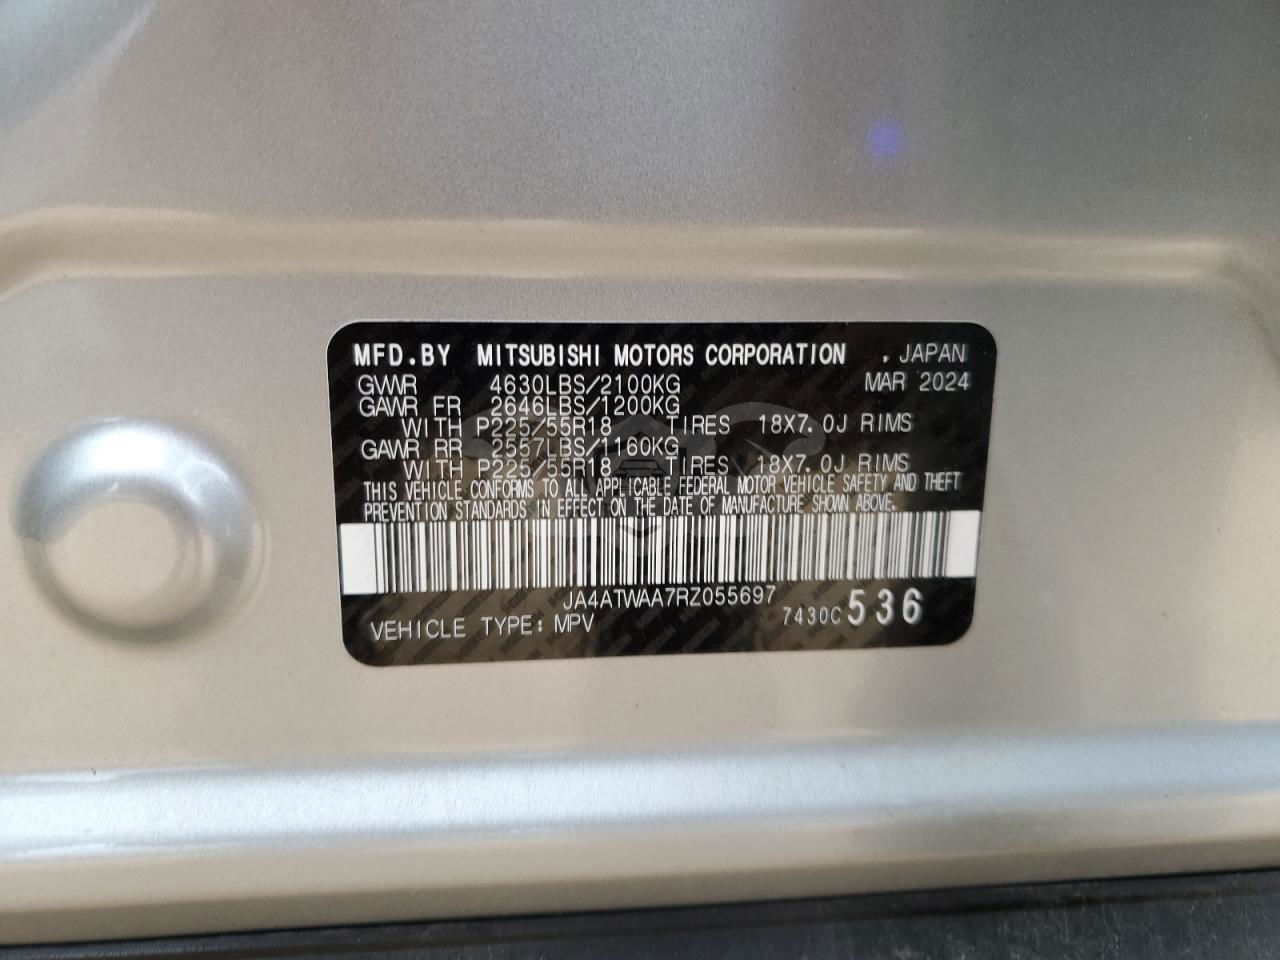 MFD.BY MITSUBISHI MOTORS CORPORATION . JAPAN
GVWR 4630LBS/2100KG MAR 2024
GAWR FR 2646LBS/1200KG
WITH P225/55R18 TIRES 18X7.0J RIMS
GAWR RR 2557LBS/1160KG
WITH P225/55R18 TIRES 18X7.0J RIMS
THIS VEHICLE CONFORMS TO ALL APPLICABLE FEDERAL MOTOR VEHICLE SAFETY AND THEFT
PREVENTION STANDARDS IN EFFECT ON THE DATE OF MANUFACTURE SHOWN ABOVE.
JA4ATWAA7RZ055697
VEHICLE TYPE: MPV 7430C 536